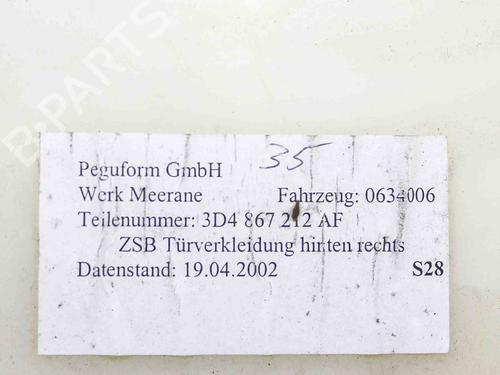 B-PARTS
35
Peguform GmbH
Werk Meerane Fahrzeug: 0634006
Teilenummer: 3D4 867 212 AF
ZSB Türverkleidung hinten rechts
Datenstand: 19.04.2002 S28